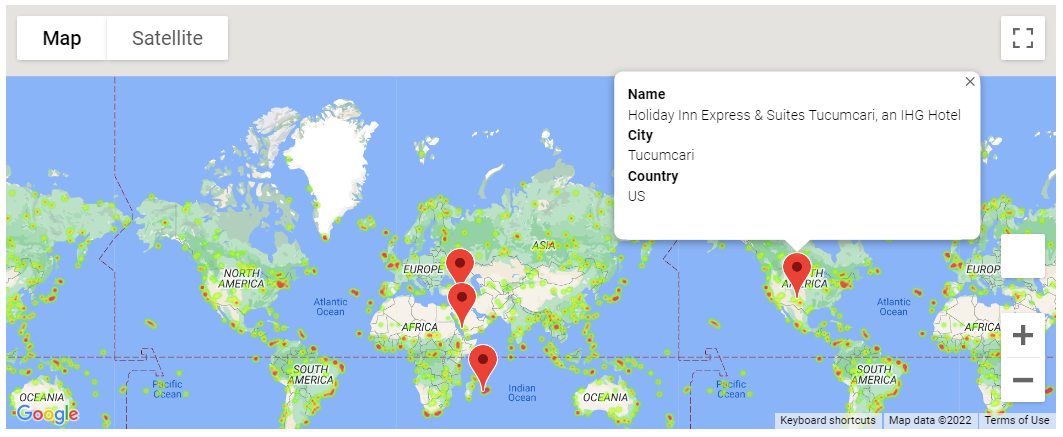 Map
Satellite
Name
Holiday Inn Express & Suites Tucumcari, an IHG Hotel
City
Tucumcari
Country
US
NORTH
AMERICA
Atlantic
Ocean
EUROPE
ASIA
AFRICA
SOUTH
AMERICA
Indian
Ocean
Pacific
Ocean
OCEANIA
TH
AMERICA
Atlantic
Ocean
EUROP
AFRICA
SOUTH
AMERICA
Pacific
Ocean
OCEANIA
Google
Keyboard shortcuts
Map data ©2022
Terms of Use